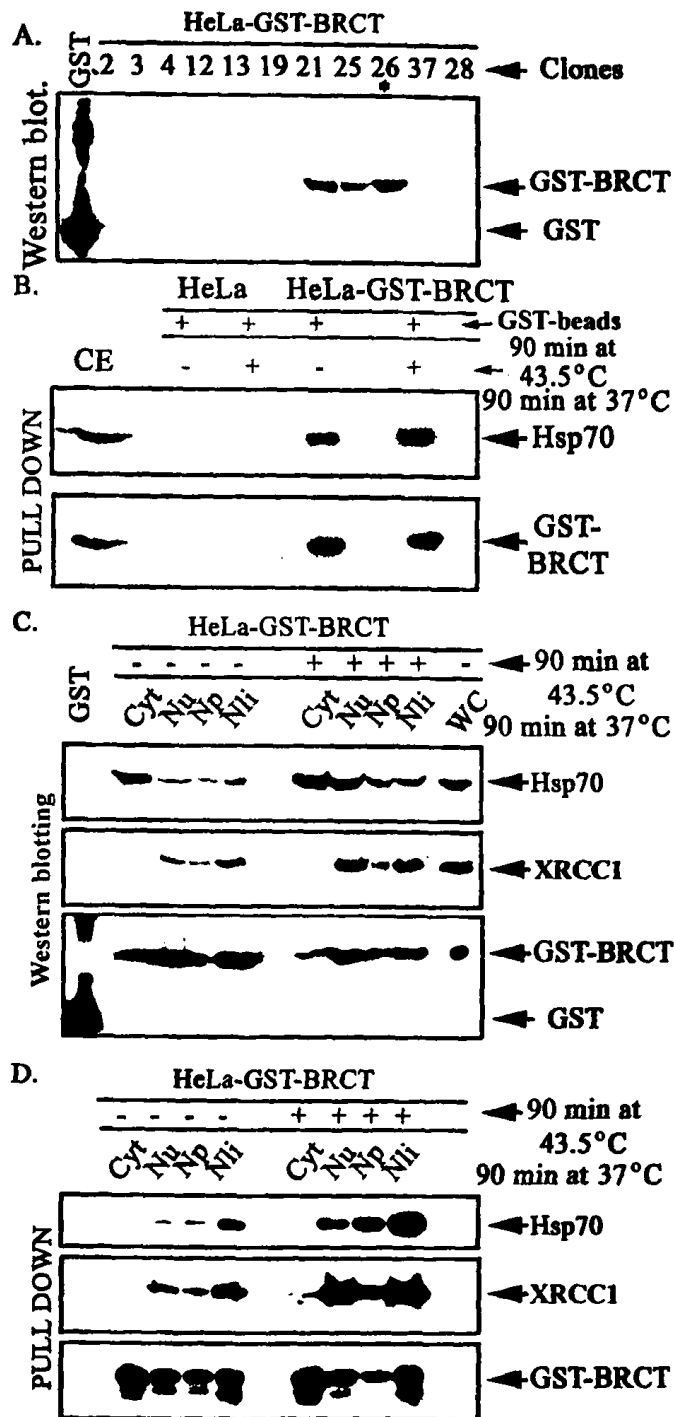 A.
HeLa-GST-BRCT
GST
.2 3 4 12 13 19 21 25 26 37 28 Clones
*
Western blot.
GST-BRCT
GST
B.
HeLa HeLa-GST-BRCT
+ + + + GST-beads
CE - + - + 90 min at 43.5°C
90 min at 37°C
PULL DOWN
Hsp70
GST-BRCT
C.
HeLa-GST-BRCT
- - - - + + + + - 90 min at 43.5°C
GST Cyt Nu Np Nli Cyt Nu Np Nli WC 90 min at 37°C
Western blotting
Hsp70
XRCC1
GST-BRCT
GST
D.
HeLa-GST-BRCT
- - - - + + + + 90 min at 43.5°C
Cyt Nu Np Nli Cyt Nu Np Nli 90 min at 37°C
PULL DOWN
Hsp70
XRCC1
GST-BRCT